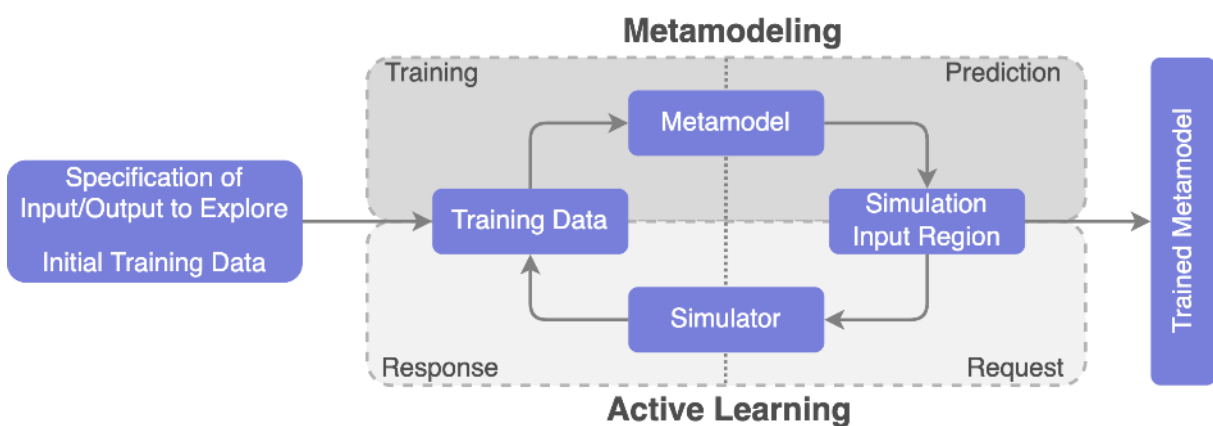 Metamodeling
Training
Prediction
Metamodel
Specification of
Input/Output to Explore
Initial Training Data
Training Data
Simulation
Input Region
Trained Metamodel
Simulator
Response
Request
Active Learning